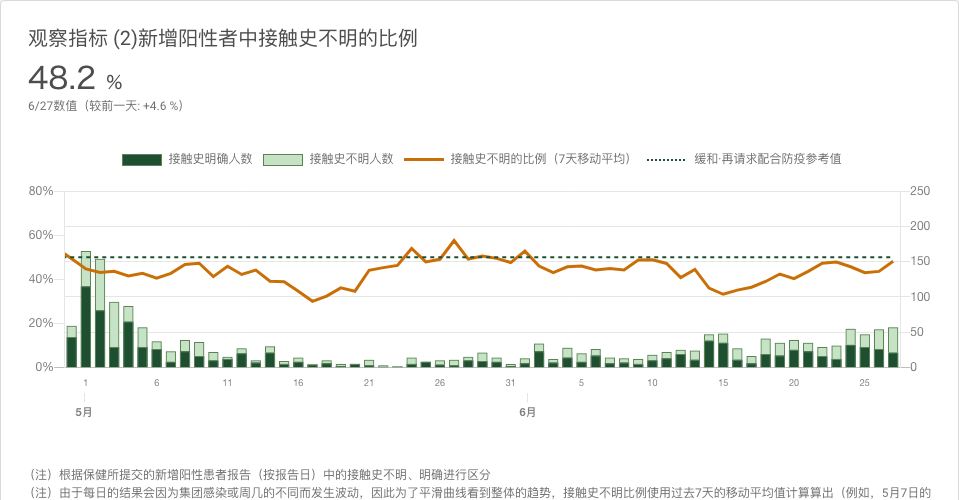 观察指标 (2)新增阳性者中接触史不明的比例
48.2 %
6/27数值（较前一天: +4.6 %）
接触史明确人数 接触史不明人数 接触史不明的比例（7天移动平均） 缓和·再请求配合防疫参考值
80% 250
200
60%
150
40%
100
20%
50
0% 0
1 6 11 16 21 26 31 5 10 15 20 25
5月 6月
（注）根据保健所提交的新增阳性患者报告（按报告日）中的接触史不明、明确进行区分
（注）由于每日的结果会因为集团感染或周几的不同而发生波动，因此为了平滑曲线看到整体的趋势，接触史不明比例使用过去7天的移动平均值计算算出（例如，5月7日的